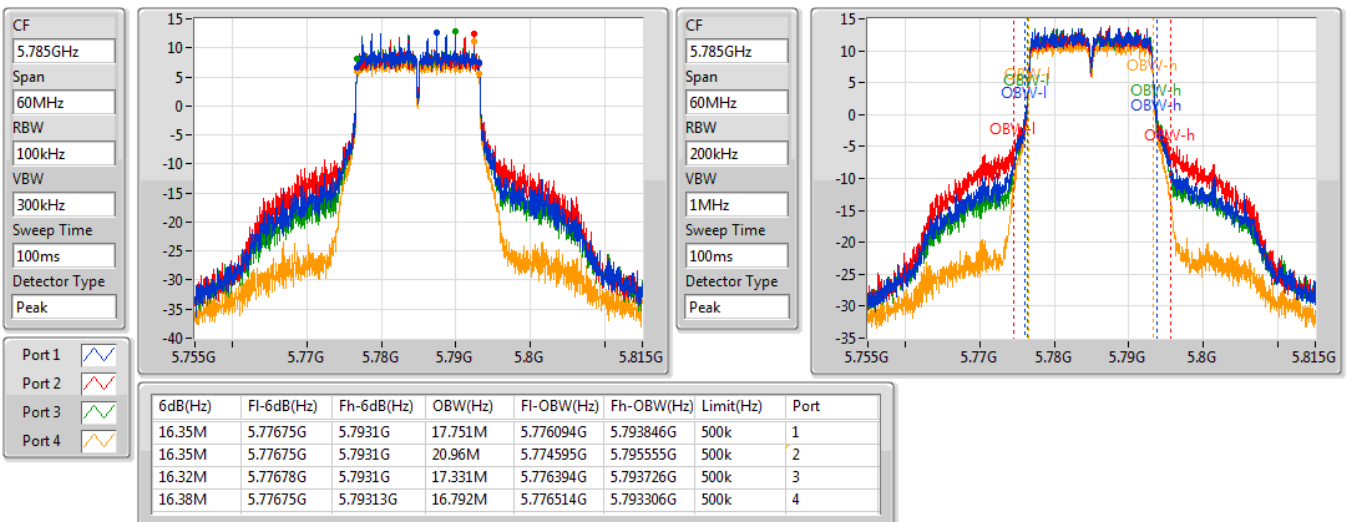 CF
5.785GHz
Span
60MHz
RBW
100kHz
VBW
300kHz
Sweep Time
100ms
Detector Type
Peak
Port 1
Port 2
Port 3
Port 4
15
10
5
0
-5
-10
-15
-20
-25
-30
-35
-40
5.755G 5.77G 5.78G 5.79G 5.8G 5.815G
CF
5.785GHz
Span
60MHz
RBW
200kHz
VBW
1MHz
Sweep Time
100ms
Detector Type
Peak
15
10
5
0
-5
-10
-15
-20
-25
-30
-35
OBW-l OBW-h
OBW-l OBW-h
OBW-l OBW-h
OBW-l OBW-h
5.755G 5.77G 5.78G 5.79G 5.8G 5.815G
6dB(Hz) Fl-6dB(Hz) Fh-6dB(Hz) OBW(Hz) Fl-OBW(Hz) Fh-OBW(Hz) Limit(Hz) Port
16.35M 5.77675G 5.7931G 17.751M 5.776094G 5.793846G 500k 1
16.35M 5.77675G 5.7931G 20.96M 5.774595G 5.795555G 500k 2
16.32M 5.77678G 5.7931G 17.331M 5.776394G 5.793726G 500k 3
16.38M 5.77675G 5.79313G 16.792M 5.776514G 5.793306G 500k 4